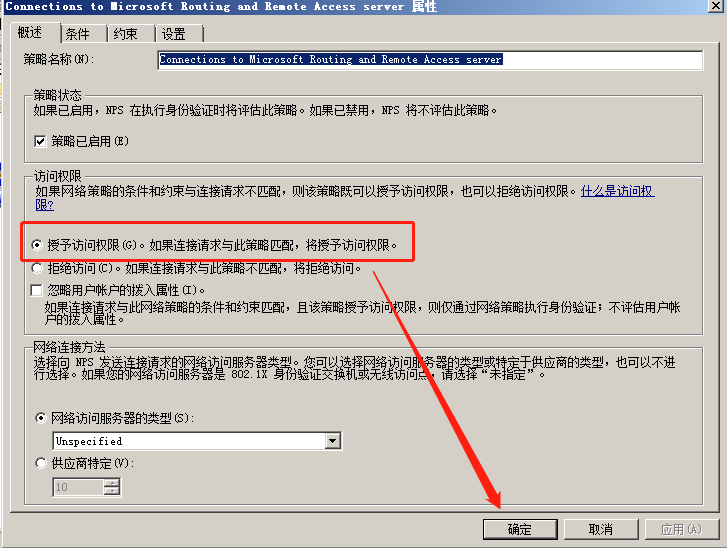 Connections to Microsoft Routing and Remote Access server 属性
概述 条件 约束 设置
策略名称(N): Connections to Microsoft Routing and Remote Access server
策略状态
如果已启用，NPS 在执行身份验证时将评估此策略。如果已禁用，NPS 将不评估此策略。
策略已启用(E)
访问权限
如果网络策略的条件和约束与连接请求不匹配，则该策略既可以授予访问权限，也可以拒绝访问权限。什么是访问权
限?
授予访问权限(G)。如果连接请求与此策略匹配，将授予访问权限。
拒绝访问(C)。如果连接请求与此策略不匹配，将拒绝访问。
忽略用户帐户的拨入属性(I)。
如果连接请求与此网络策略的条件和约束匹配，且该策略授予访问权限，则仅通过网络策略执行身份验证；不评估用户帐
户的拨入属性。
网络连接方法
选择向 NPS 发送连接请求的网络访问服务器类型。您可以选择网络访问服务器的类型或特定于供应商的类型，也可以不进
行选择。如果您的网络访问服务器是 802.1X 身份验证交换机或无线访问点，请选择“未指定”。
网络访问服务器的类型(S):
Unspecified
供应商特定(V):
10
确定 取消 应用(A)